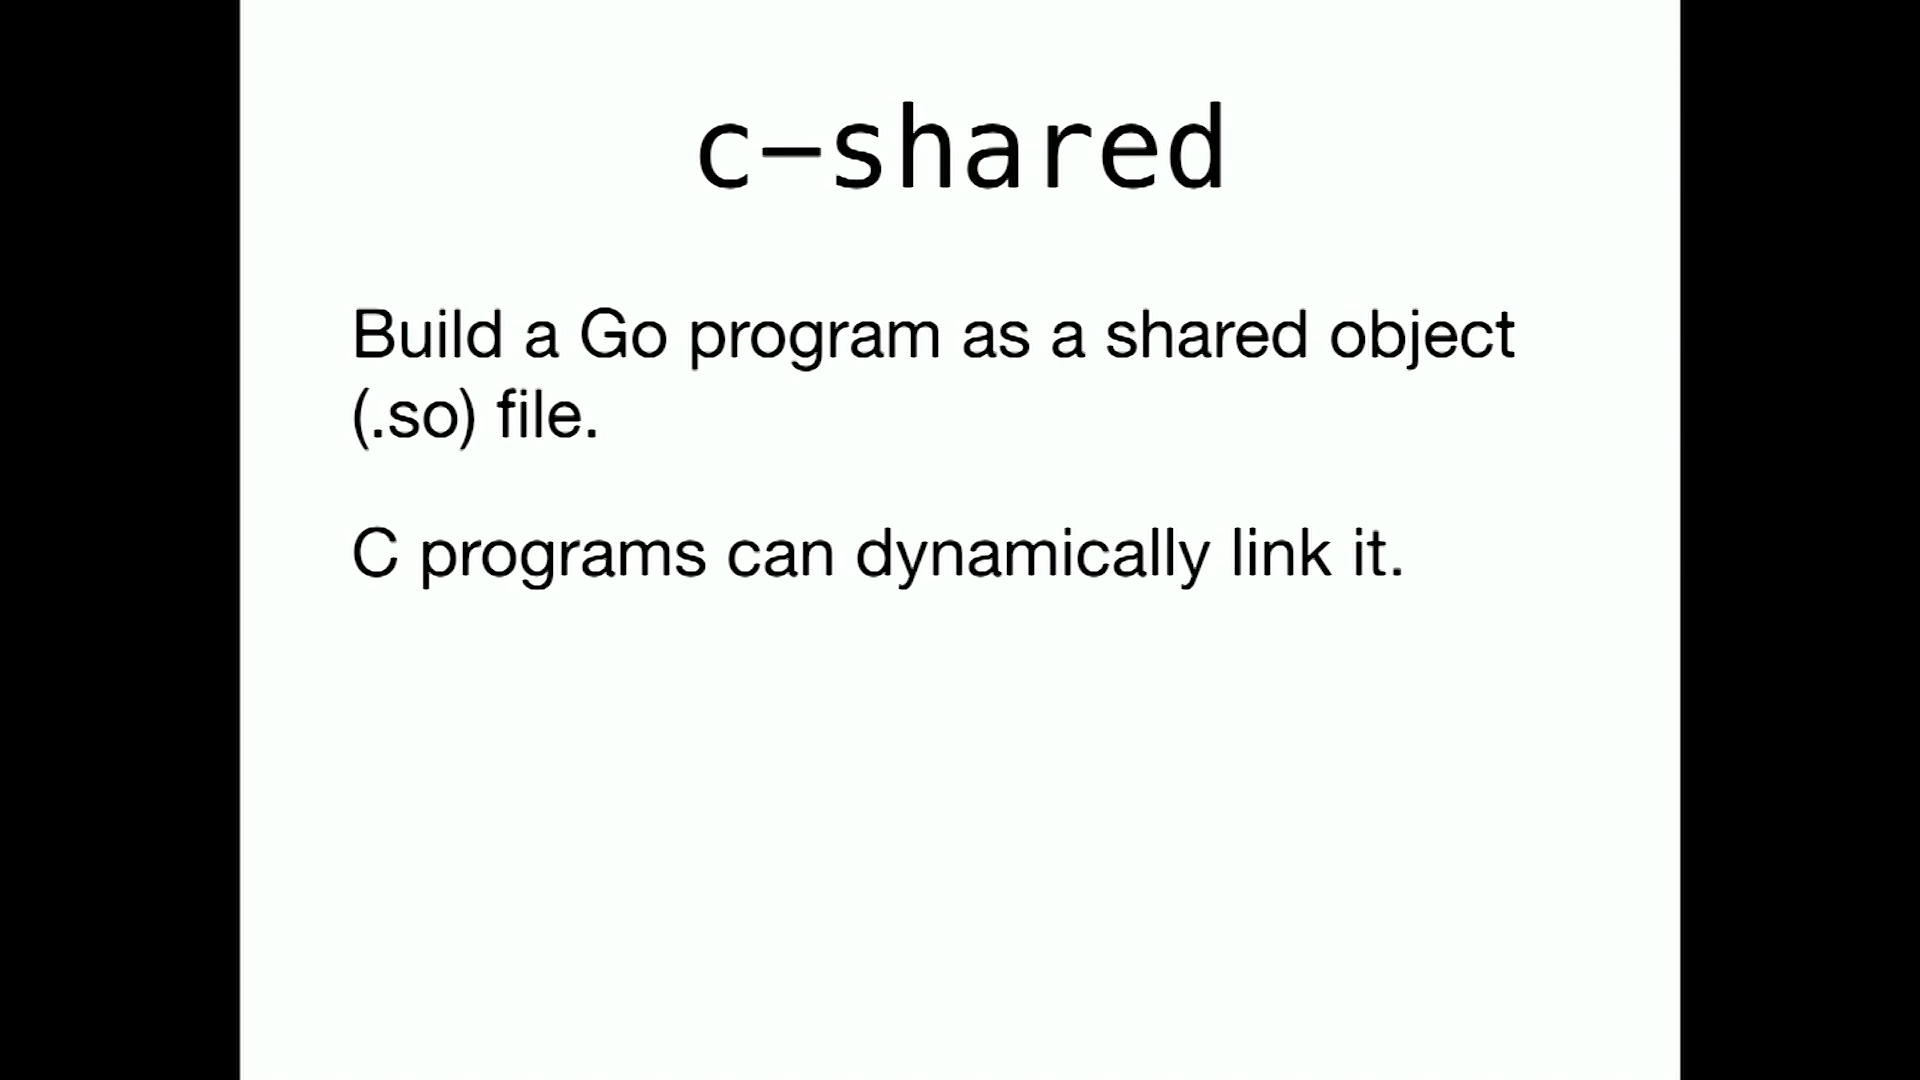 c-shared
Build a Go program as a shared object
(.so) file.
C programs can dynamically link it.